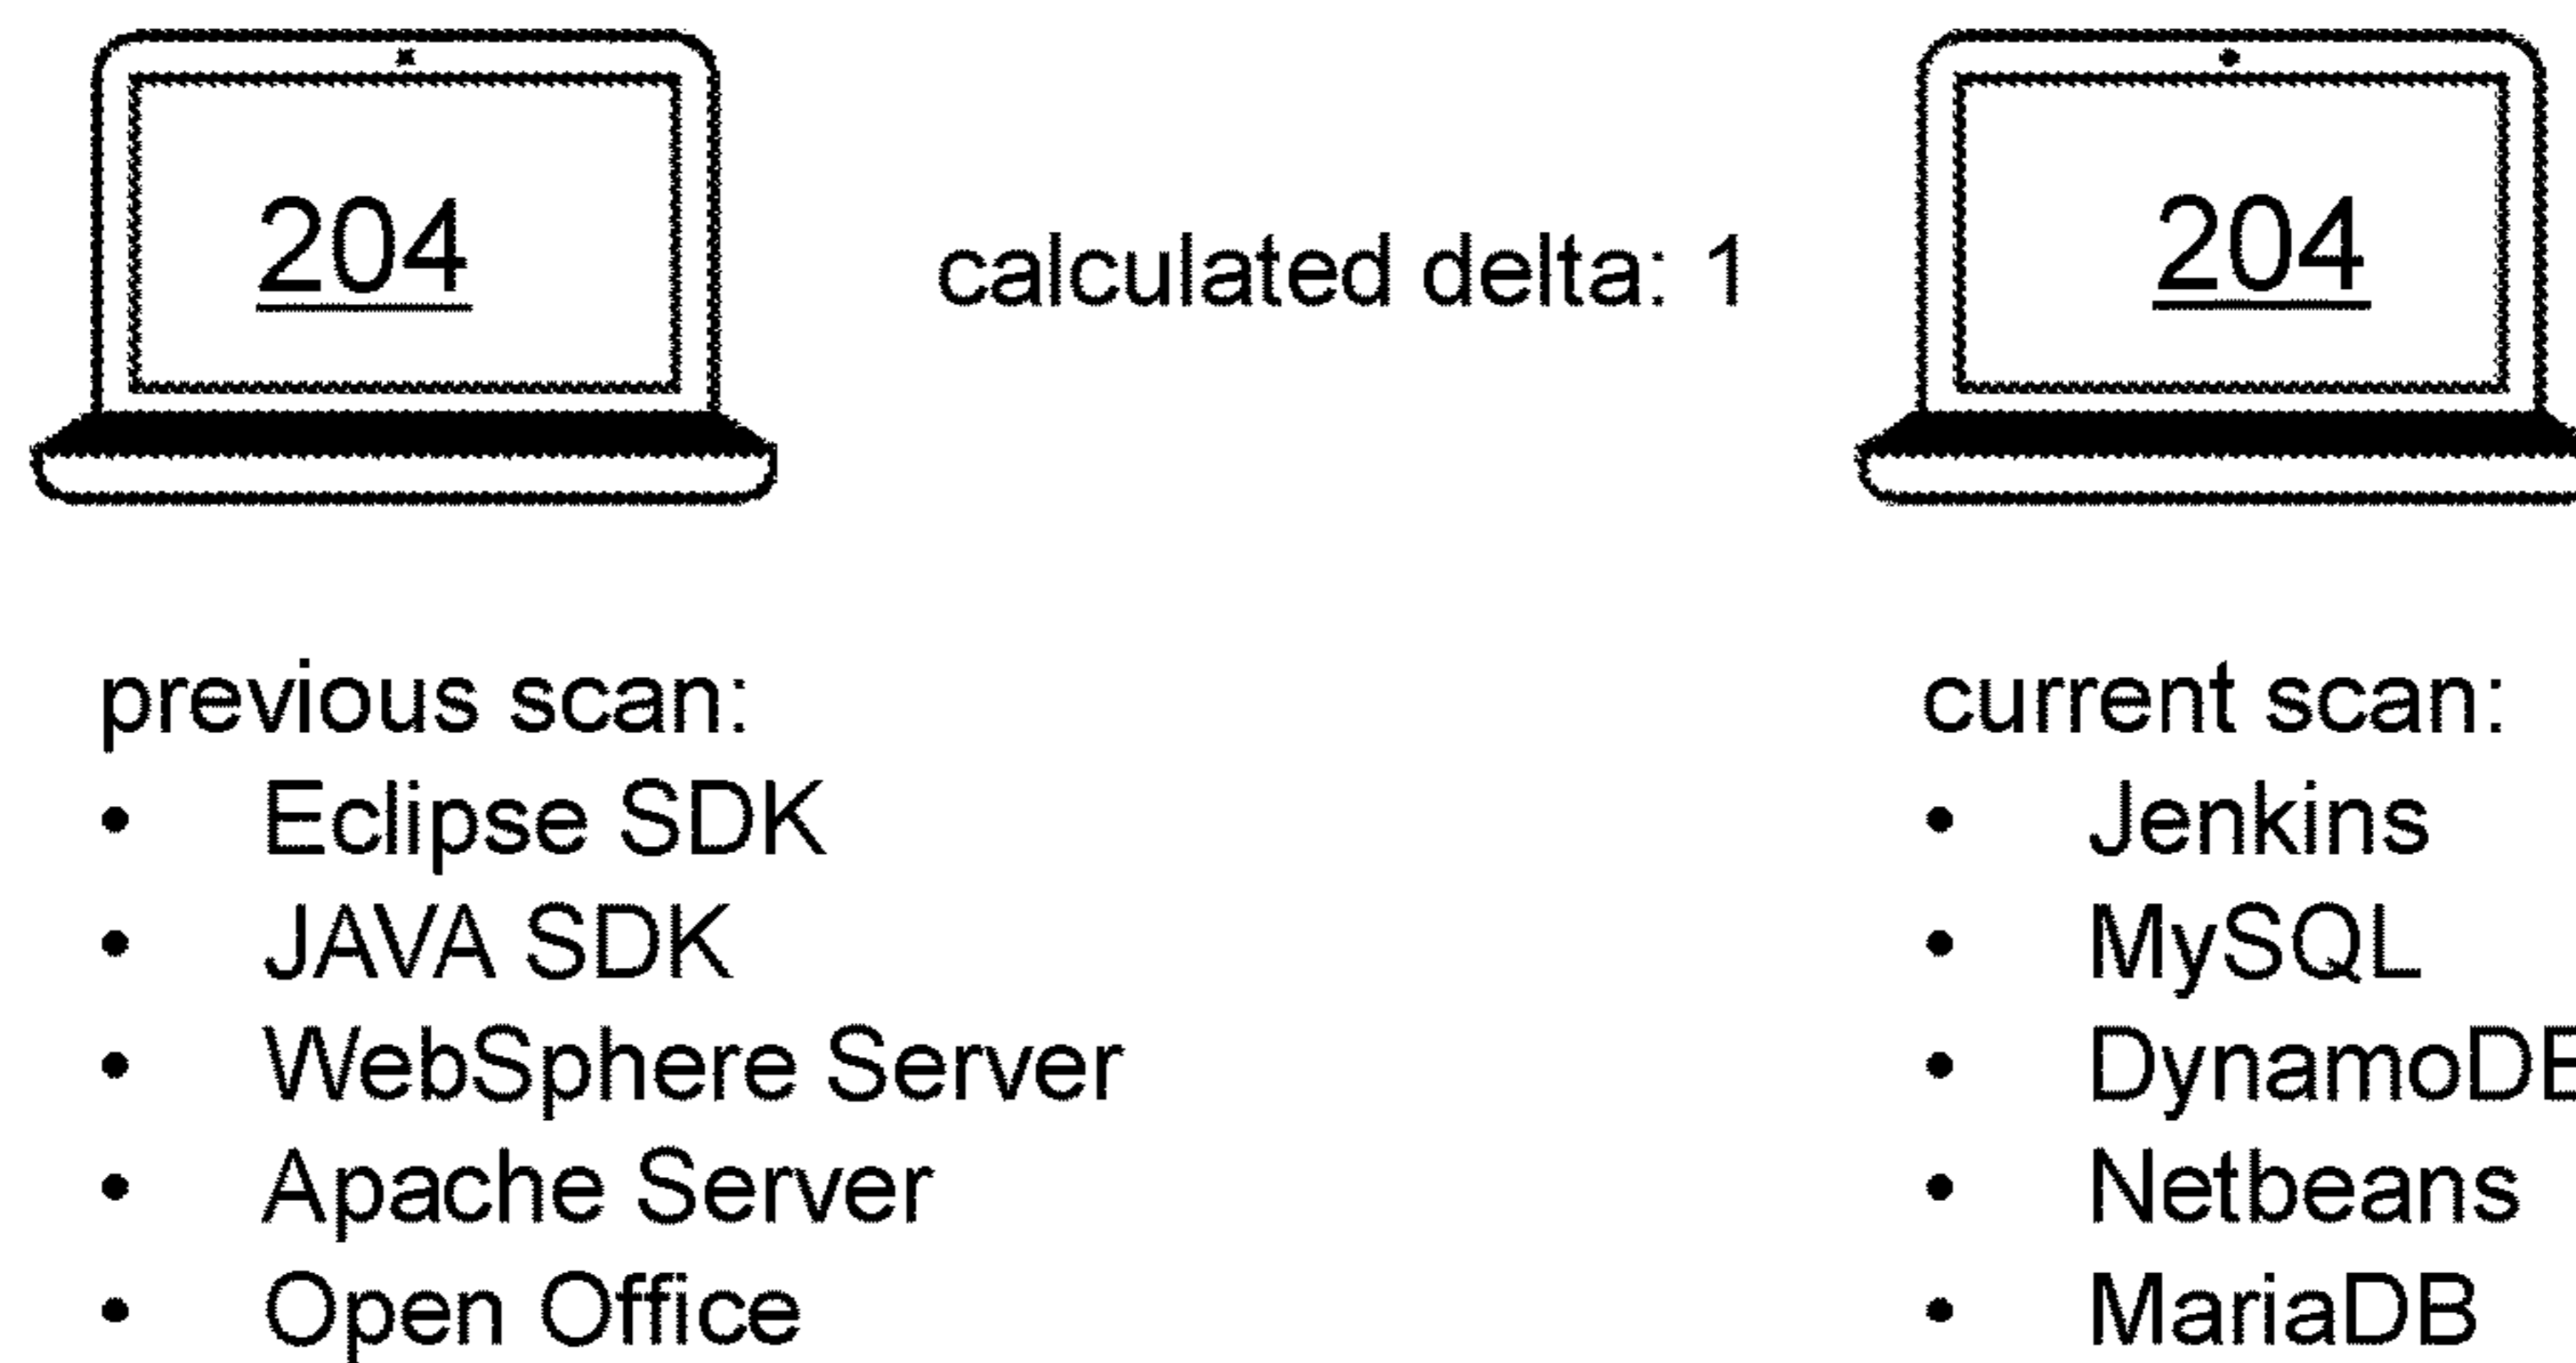 204
calculated delta: 1
204
previous scan:
• Eclipse SDK
• JAVA SDK
• WebSphere Server
• Apache Server
• Open Office
current scan:
• Jenkins
• MySQL
•
• Netbeans
• MariaDB